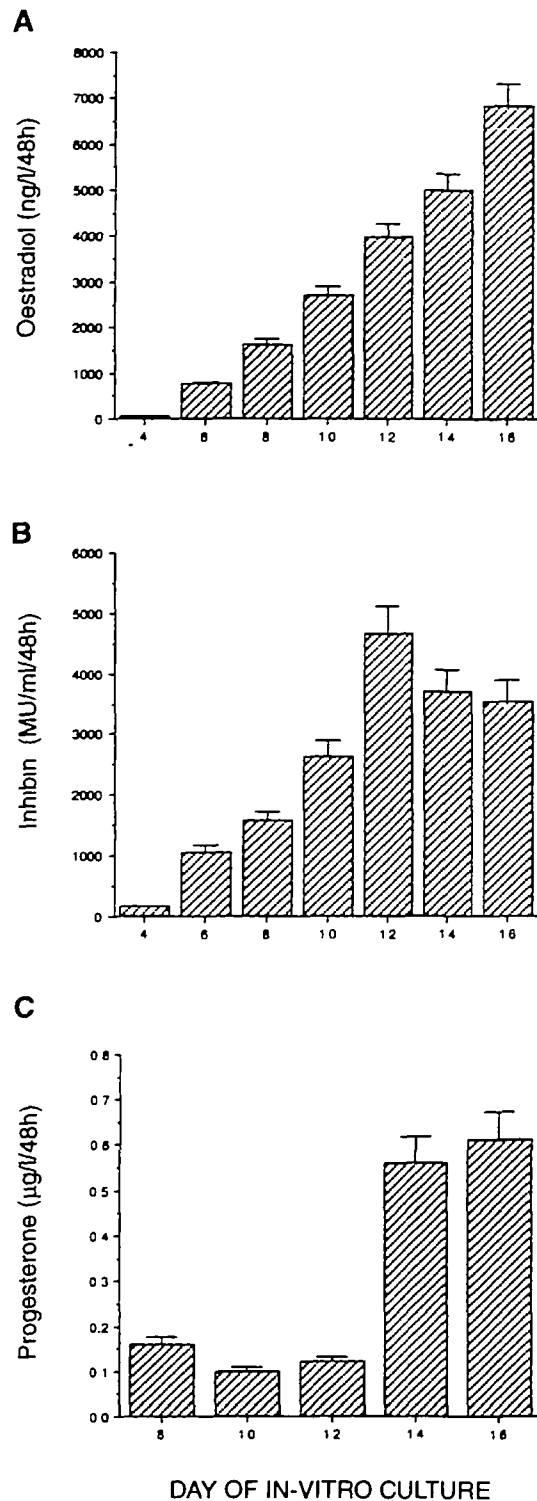 A
8000
7000
6000
5000
4000
3000
2000
1000
0
Oestradiol (ng/l/48h)
4 6 8 10 12 14 16
B
6000
5000
4000
3000
2000
1000
0
Inhibin (MU/ml/48h)
4 6 8 10 12 14 16
C
0.8
0.7
0.6
0.5
0.4
0.3
0.2
0.1
0.0
Progesterone (µg/l/48h)
8 10 12 14 16
DAY OF IN-VITRO CULTURE